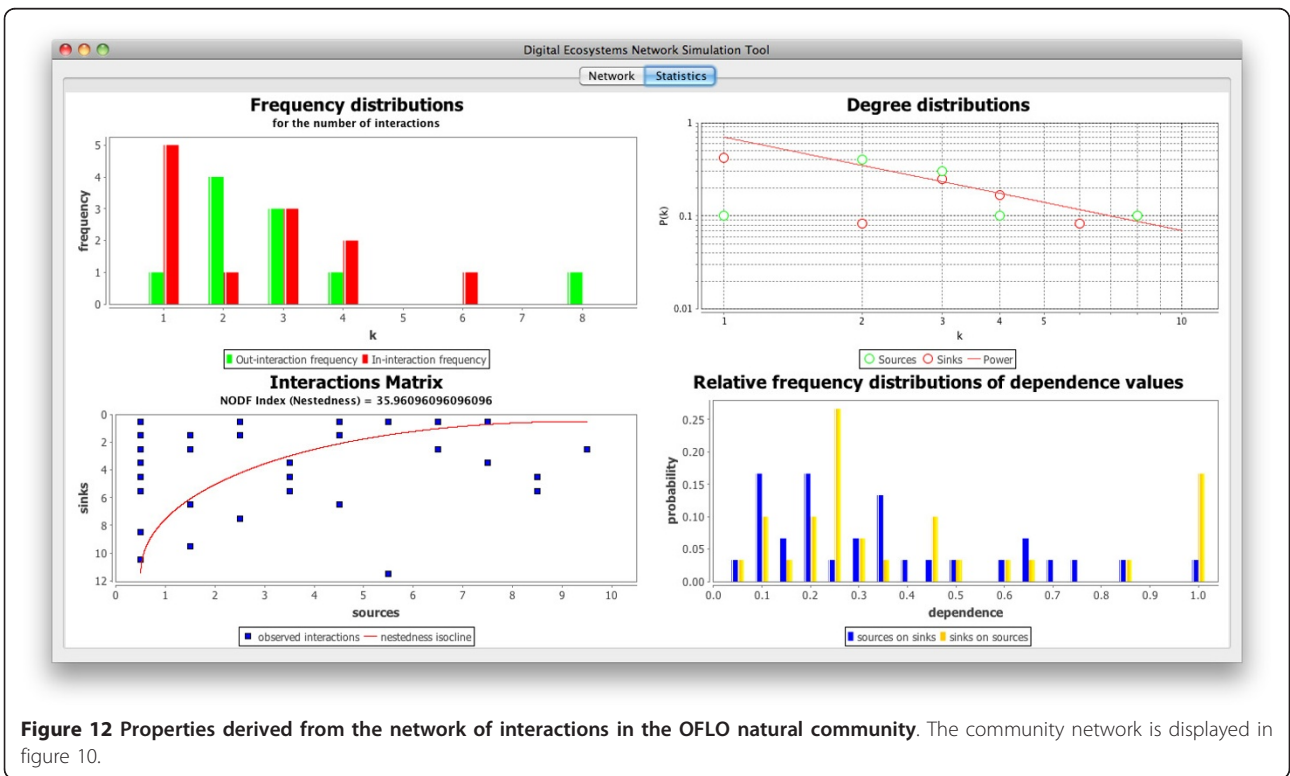 Digital Ecosystems Network Simulation Tool
Network Statistics
Frequency distributions
for the number of interactions
frequency
5
4
3
2
1
0
1 2 3 4 5 6 7 8
k
Out-interaction frequency In-interaction frequency
Degree distributions
P(k)
1
0.1
0.01
1 2 3 4 5 10
k
Sources Sinks Power
Interactions Matrix
NODF Index (Nestedness) = 35.96096096096096
sinks
0
2
4
6
8
10
12
0 1 2 3 4 5 6 7 8 9 10
sources
observed interactions nestedness isocline
Relative frequency distributions of dependence values
probability
0.25
0.20
0.15
0.10
0.05
0.00
0.0 0.1 0.2 0.3 0.4 0.5 0.6 0.7 0.8 0.9 1.0
dependence
sources on sinks sinks on sources
Figure 12 Properties derived from the network of interactions in the OFLO natural community. The community network is displayed in
figure 10.